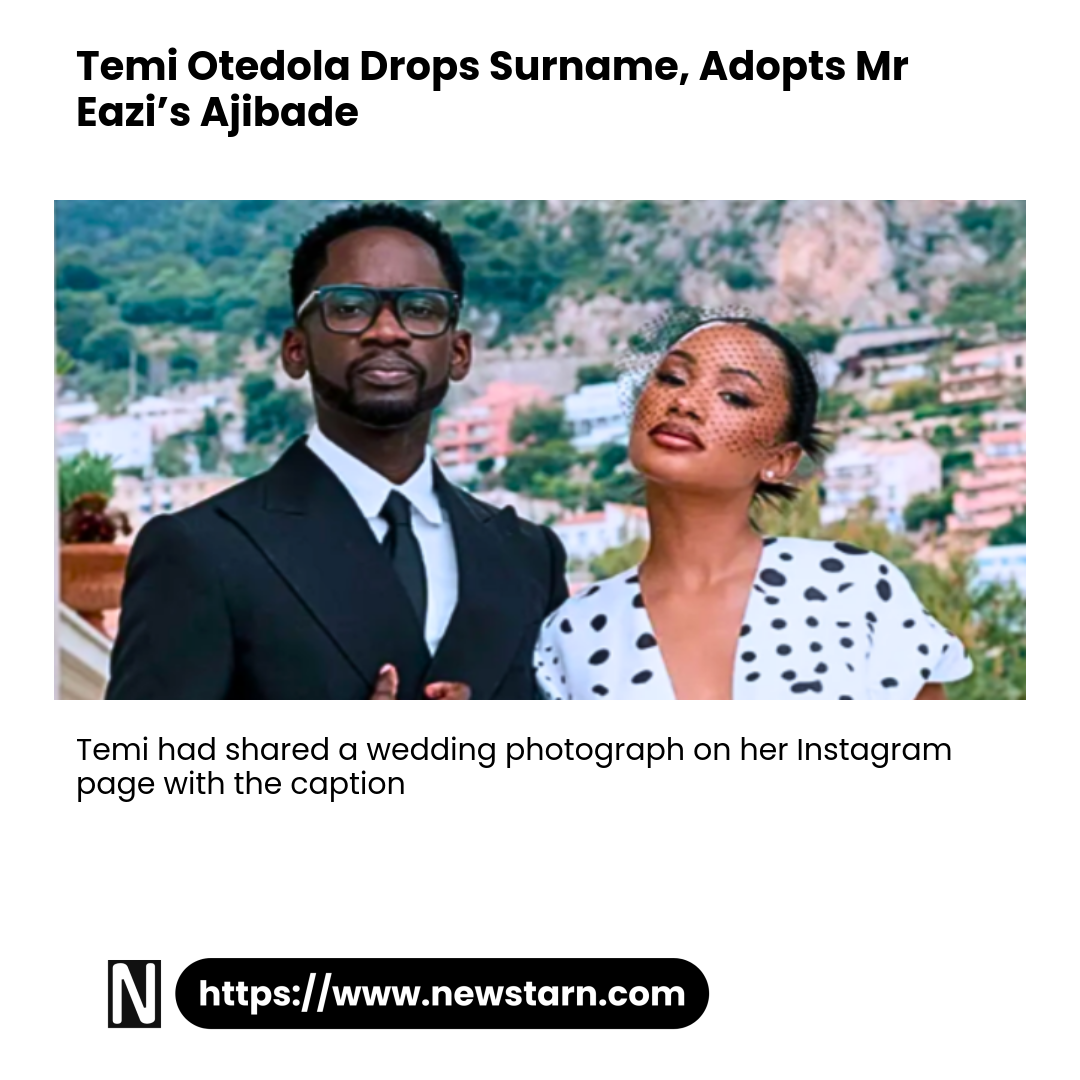 Temi Otedola Drops Surname, Adopts Mr
Eazi’s Ajibade
Temi had shared a wedding photograph on her Instagram
page with the caption
N
https://www.newstarn.com